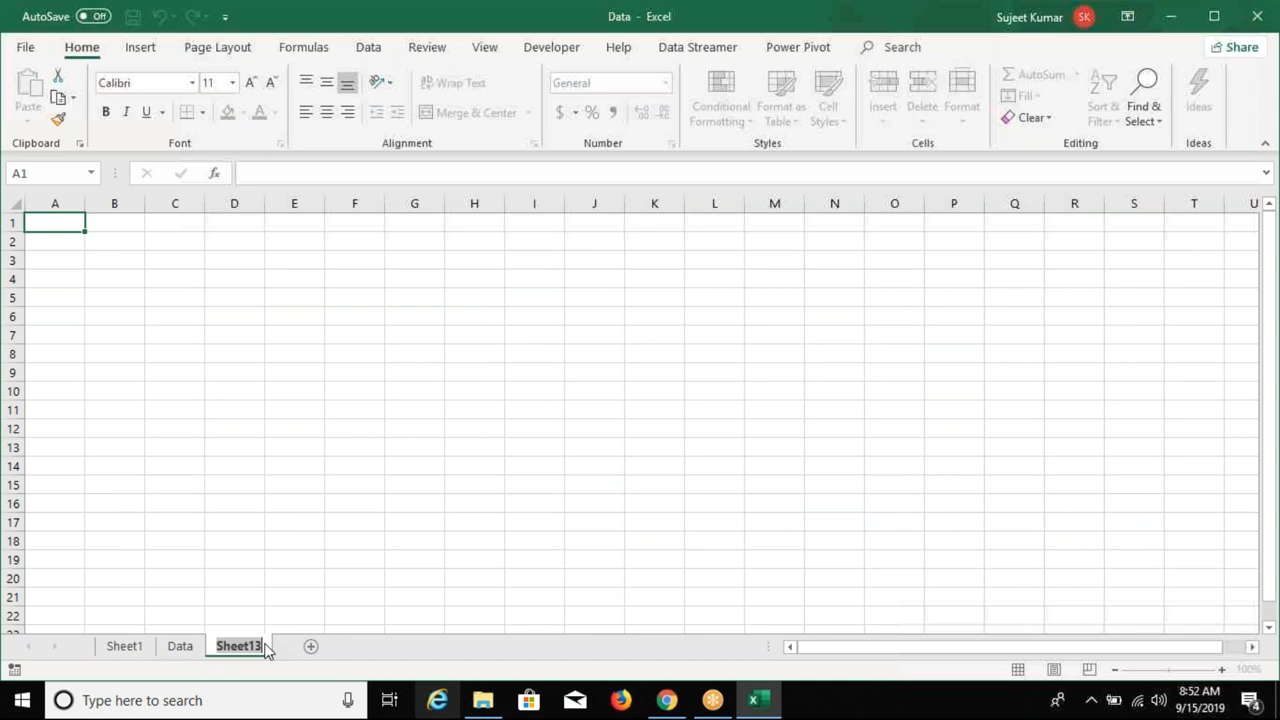 AutoSave Off
Data - Excel
Sujeet Kumar SK
File Home Insert Page Layout Formulas Data Review View Developer Help Data Streamer Power Pivot Search Share
Paste
Calibri 11
B I U
Wrap Text
Merge & Center
General
$ % ,
Conditional Formatting
Format as Table
Cell Styles
Insert Delete Format
AutoSum
Fill
Clear
Sort & Filter
Find & Select
Ideas
Clipboard Font Alignment Number Styles Cells Editing Ideas
A1 fx
A B C D E F G H I J K L M N O P Q R S T U
1
2
3
4
5
6
7
8
9
10
11
12
13
14
15
16
17
18
19
20
21
22
Sheet1 Data Sheet13
100%
Type here to search
8:52 AM
9/15/2019
4